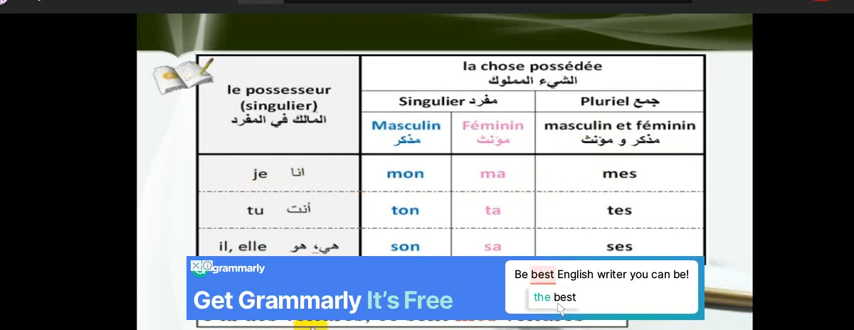 la chose possédée
الشيء المملوك
le possesseur
(singulier)
المالك في المفرد
Singulier مفرد
Pluriel جمع
Masculin
مذكر
Féminin
مؤنث
masculin et féminin
مذكر و مؤنث
je انا mon ma mes
tu أنت ton ta tes
il, elle هي، هو son sa ses
grammarly
Get Grammarly It's Free
Be best English writer you can be!
the best